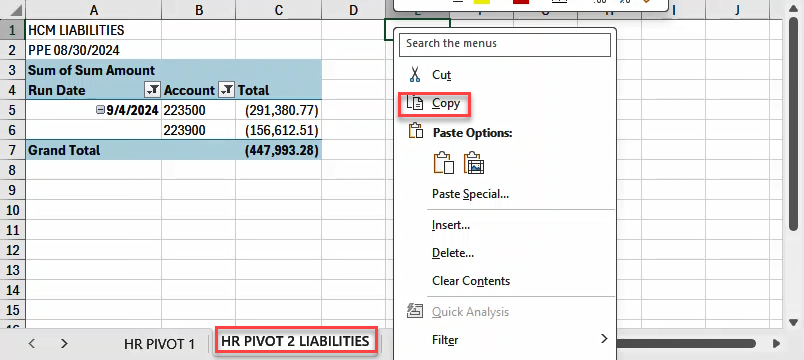 A B C D I J
1 HCM LIABILITIES
2 PPE 08/30/2024
3 Sum of Sum Amount
4 Run Date Account Total
5 9/4/2024 223500 (291,380.77)
6 223900 (156,612.51)
7 Grand Total (447,993.28)
8
9
10
11
12
13
14
15
Search the menus
Cut
Copy
Paste Options:
Paste Special...
Insert...
Delete...
Clear Contents
Quick Analysis
Filter
HR PIVOT 1 HR PIVOT 2 LIABILITIES